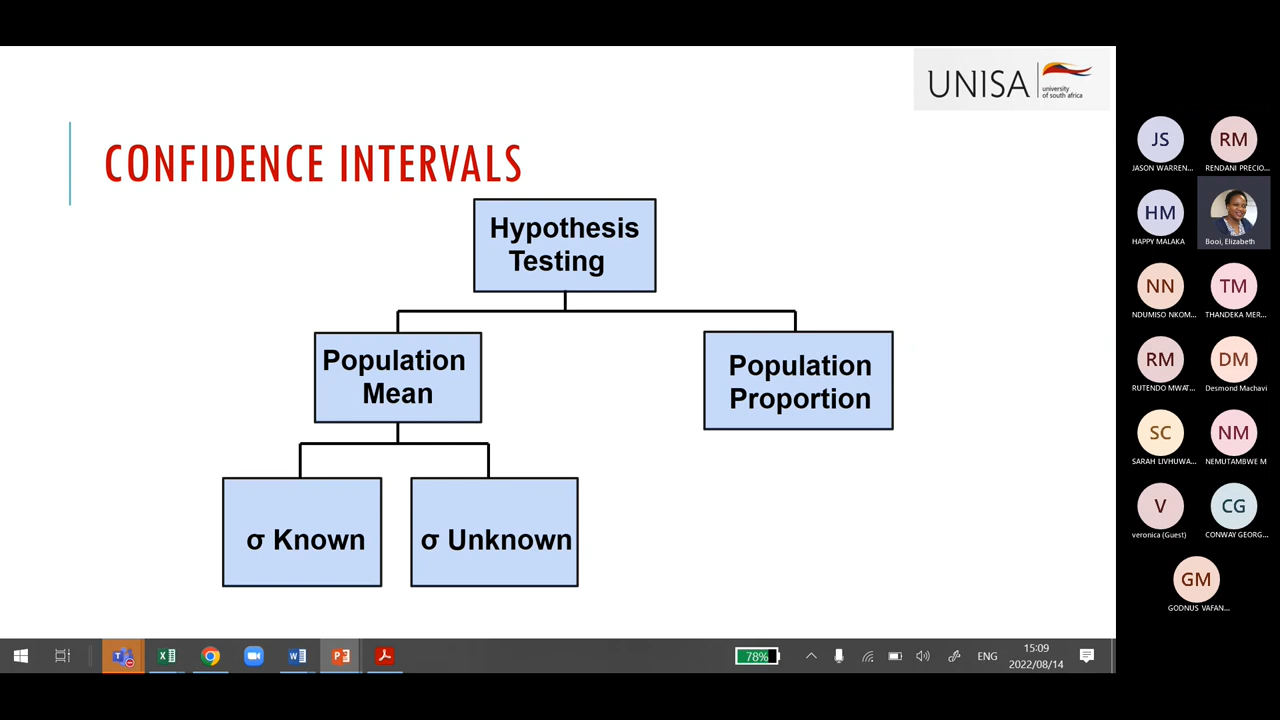 UNISA
university
of south africa
CONFIDENCE INTERVALS
Hypothesis
Testing
Population
Mean
Population
Proportion
σ Known
σ Unknown
JS
JASON WARREN...
RM
RENDANI PRECIO...
HM
HAPPY MALAKA
Booi, Elizabeth
NN
NDUMISO NKOM...
TM
THANDEKA MER...
RM
RUTENDO MWAT...
DM
Desmond Machavi
SC
SARAH LIVHUWA...
NM
NEMUTAMBWE M
V
veronica (Guest)
CG
CONWAY GEORG...
GM
GODNUS VAFAN...
78%
ENG
15:09
2022/08/14